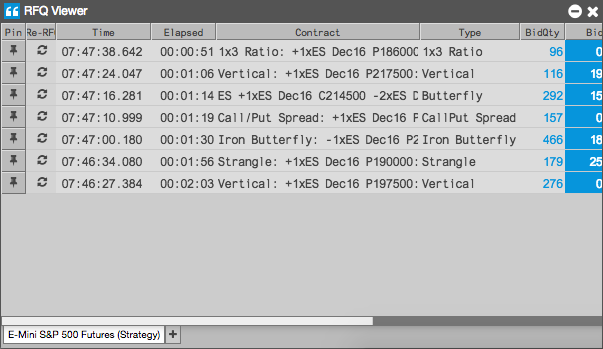 RFQ Viewer
Pin Re-RF Time Elapsed Contract Type BidQty Bi
07:47:38.642 00:00:51 1x3 Ratio: +1xES Dec16 P186000 1x3 Ratio 96 0
07:47:24.047 00:01:06 Vertical: +1xES Dec16 P217500: Vertical 116 19
07:47:16.281 00:01:14 ES +1xES Dec16 C214500 -2xES D Butterfly 292 15
07:47:10.999 00:01:19 Call/Put Spread: +1xES Dec16 F CallPut Spread 157 0
07:47:00.180 00:01:30 Iron Butterfly: -1xES Dec16 P2 Iron Butterfly 466 18
07:46:34.080 00:01:56 Strangle: +1xES Dec16 P190000: Strangle 179 25
07:46:27.384 00:02:03 Vertical: +1xES Dec16 P197500: Vertical 276 0
E-Mini S&P 500 Futures (Strategy) +